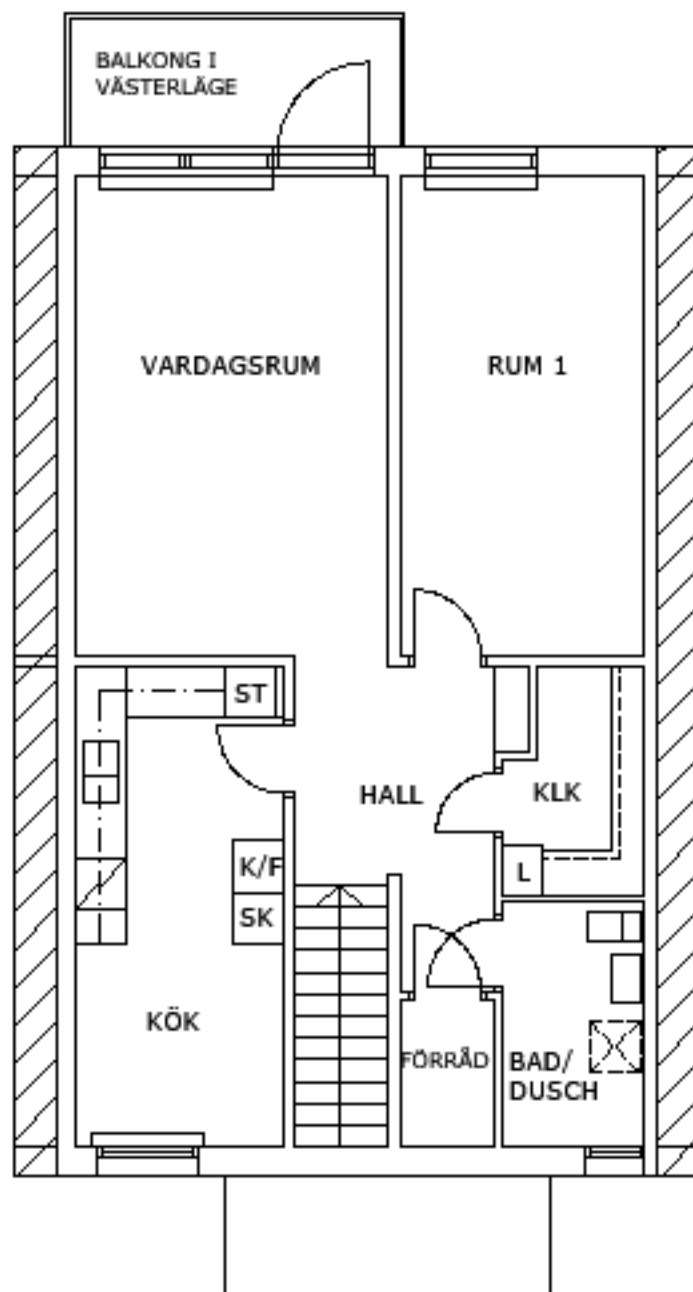 BALKONG I
VÄSTERLÄGE
VARDAGSRUM
RUM 1
ST
HALL
KLK
K/F
L
SK
KÖK
FÖRRÅD
BAD/
DUSCH